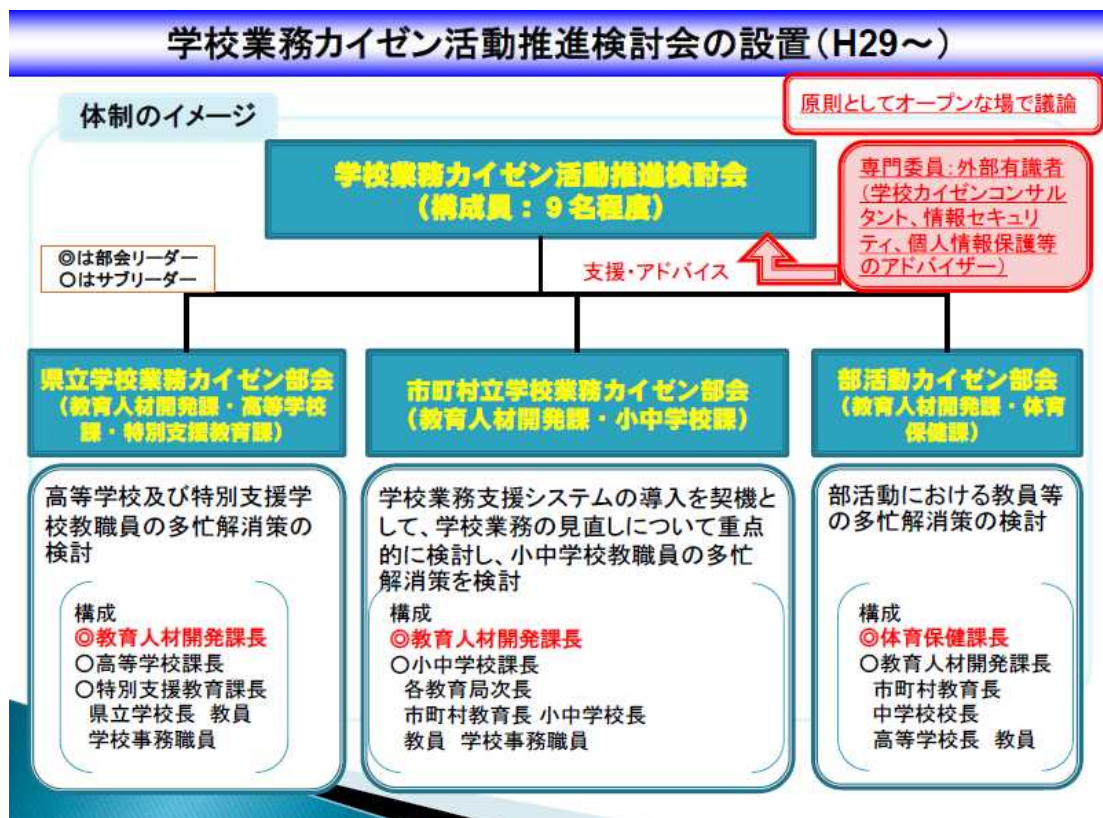 学校業務カイゼン活動推進検討会の設置(H29~)
体制のイメージ
原則としてオープンな場で議論
学校業務カイゼン活動推進検討会
(構成員:9名程度)
専門委員:外部有識者
(学校カイゼンコンサル
タント、情報セキュリ
ティ、個人情報保護等
のアドバイザー)
◎は部会リーダー
○はサブリーダー
支援・アドバイス
県立学校業務カイゼン部会
(教育人材開発課・高等学校
課・特別支援教育課)
高等学校及び特別支援学
校教職員の多忙解消策の
検討
構成
◎教育人材開発課長
○高等学校課長
○特別支援教育課長
県立学校長 教員
学校事務職員
市町村立学校業務カイゼン部会
(教育人材開発課・小中学校課)
学校業務支援システムの導入を契機と
して、学校業務の見直しについて重点
的に検討し、小中学校教職員の多忙
解消策を検討
構成
◎教育人材開発課長
○小中学校課長
各教育局次長
市町村教育長 小中学校長
教員 学校事務職員
部活動カイゼン部会
(教育人材開発課・体育
保健課)
部活動における教員等
の多忙解消策の検討
構成
◎体育保健課長
○教育人材開発課長
市町村教育長
中学校校長
高等学校長 教員